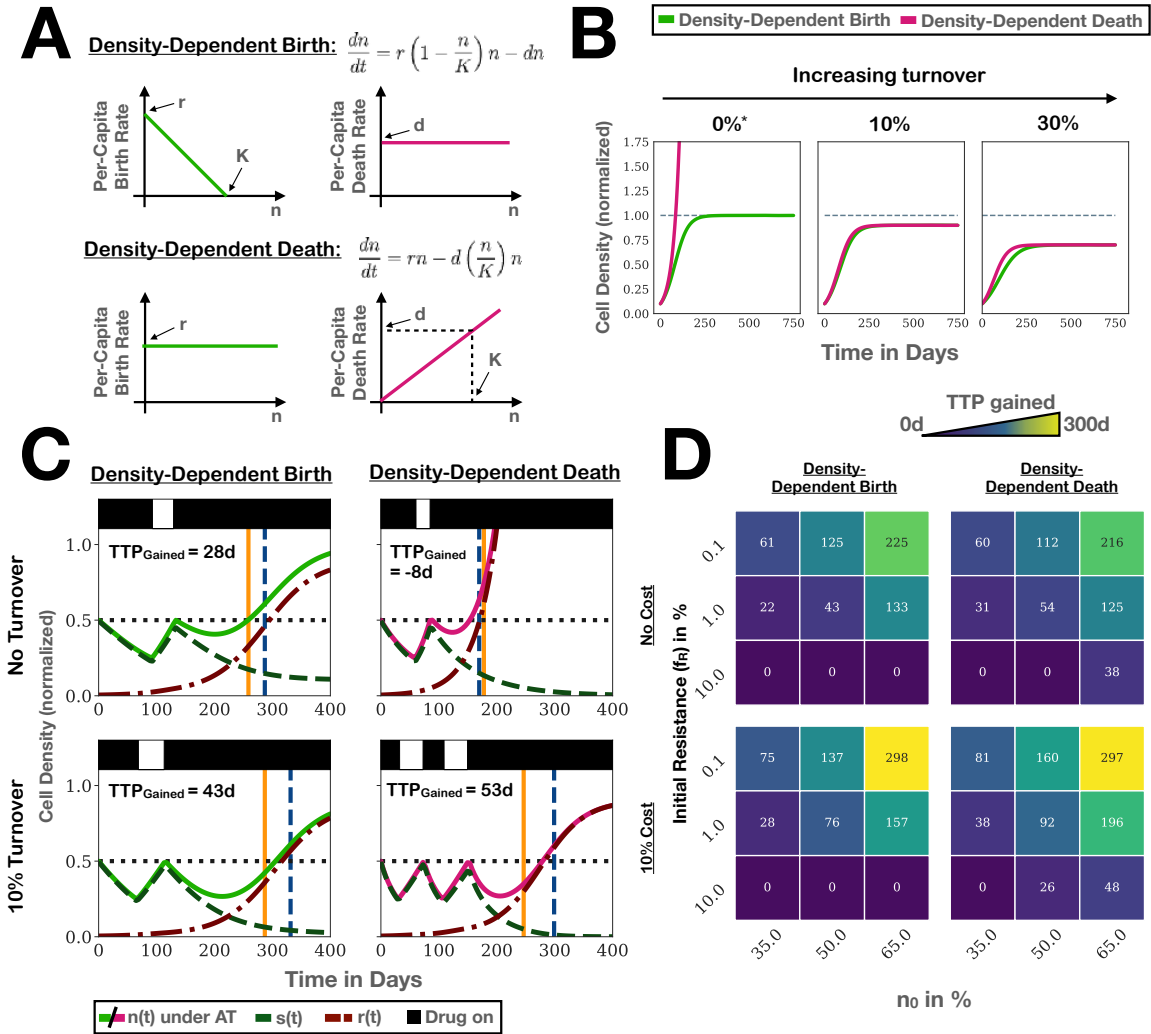 A
Density-Dependent Birth: dn/dt = r(1 − n/K)n − dn
Per-Capita
Birth Rate
r
K
n
Per-Capita
Death Rate
d
n
Density-Dependent Death: dn/dt = rn − d(n/K)n
Per-Capita
Birth Rate
r
n
Per-Capita
Death Rate
d
K
n
B
Density-Dependent Birth Density-Dependent Death
Increasing turnover
0%* 10% 30%
Cell Density (normalized)
1.75
1.50
1.25
1.00
0.75
0.50
0.25
0.00
0 250 500 750 0 250 500 750 0 250 500 750
Time in Days
C
Density-Dependent Birth Density-Dependent Death
No Turnover
10% Turnover
Cell Density (normalized)
TTPGained = 28d
1.0
0.5
0.0
0 100 200 300 400
TTPGained
= -8d
0 100 200 300 400
TTPGained = 43d
1.0
0.5
0.0
0 100 200 300 400
TTPGained = 53d
0 100 200 300 400
Time in Days
n(t) under AT s(t) r(t) Drug on
TTP gained
0d 300d
D
Density-
Dependent Birth
Density-
Dependent Death
Initial Resistance (fR) in %
No Cost
0.1 61 125 225 60 112 216
1.0 22 43 133 31 54 125
10.0 0 0 0 0 0 38
10% Cost
0.1 75 137 298 81 160 297
1.0 28 76 157 38 92 196
10.0 0 0 0 0 26 48
35.0 50.0 65.0 35.0 50.0 65.0
n0 in %